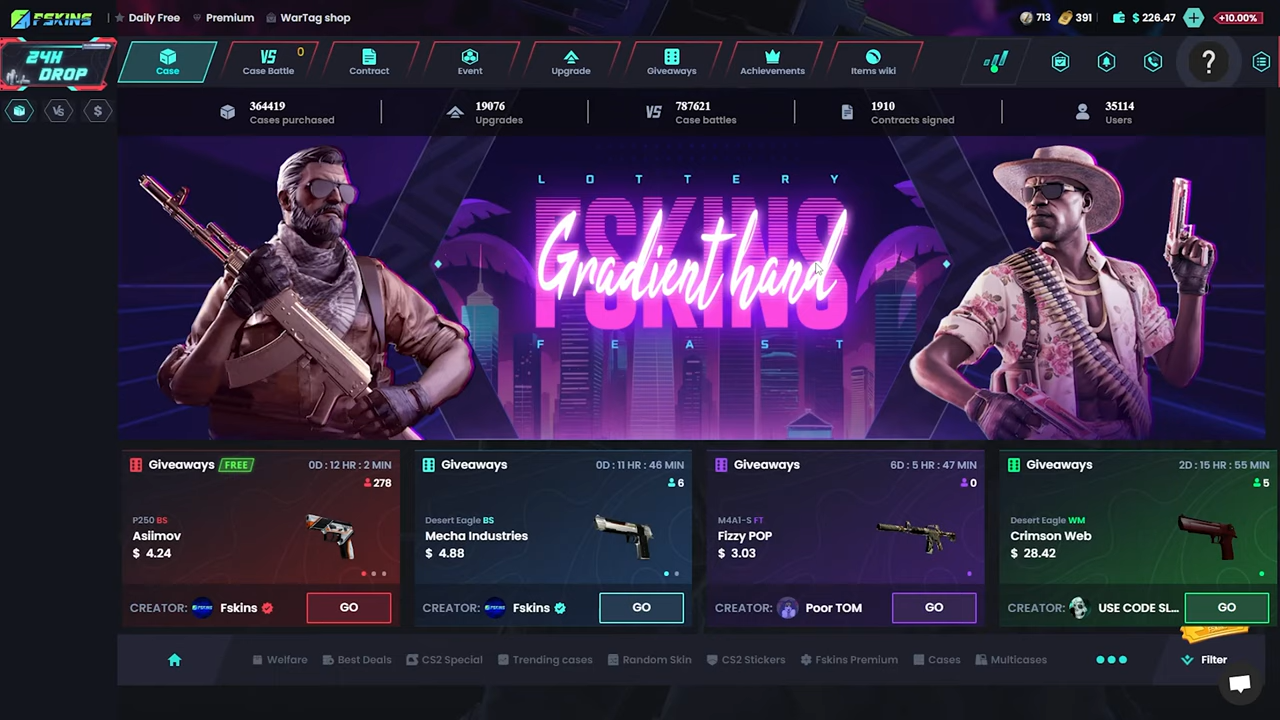 FSKINS
Daily Free
Premium
WarTag shop
713
391
$ 226.47
+10.00%
24H
DROP
Case
VS
0
Case Battle
Contract
Event
Upgrade
Giveaways
Achievements
Items wiki
?
VS
$
364419
Cases purchased
19076
Upgrades
VS
787621
Case battles
1910
Contracts signed
35114
Users
LOTTERY
FSKINS
Gradient hand
FEAST
Giveaways FREE
0D : 12 HR : 2 MIN
278
P250 BS
Asiimov
$ 4.24
CREATOR:
Fskins
GO
Giveaways
0D : 11 HR : 46 MIN
6
Desert Eagle BS
Mecha Industries
$ 4.88
CREATOR:
Fskins
GO
Giveaways
6D : 5 HR : 47 MIN
0
M4A1-S FT
Fizzy POP
$ 3.03
CREATOR:
Poor TOM
GO
Giveaways
2D : 15 HR : 55 MIN
5
Desert Eagle WM
Crimson Web
$ 28.42
CREATOR:
USE CODE SL...
GO
Welfare
Best Deals
CS2 Special
Trending cases
Random Skin
CS2 Stickers
Fskins Premium
Cases
Multicases
Filter